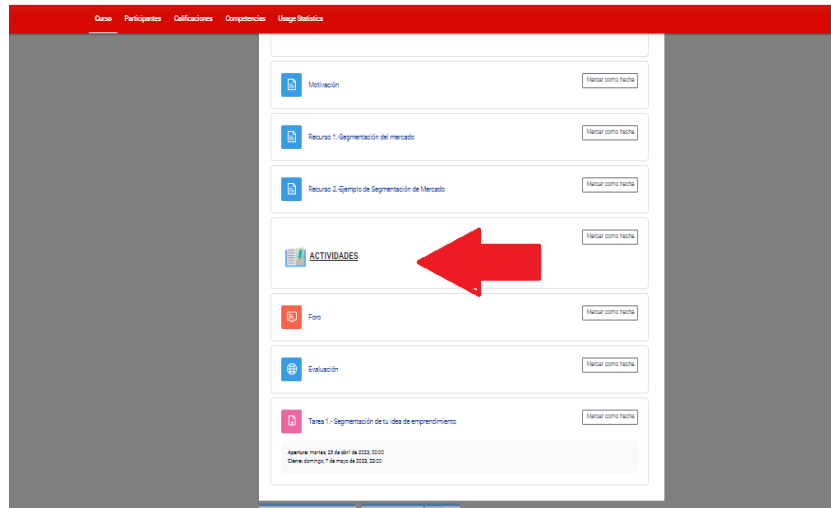 Curso Participantes Calificaciones Competencias Usage Statistics
Motivación
Marcar como hecha
Recurso 1.-Segmentación del mercado
Marcar como hecha
Recurso 2.-Ejemplo de Segmentación de Mercado
Marcar como hecha
ACTIVIDADES
Marcar como hecha
Foro
Marcar como hecha
Evaluación
Marcar como hecha
Tarea 1.- Segmentación de tu idea de emprendimiento
Marcar como hecha
Apertura: martes, 25 de abril de 2023, 00:00
Cierre: domingo, 7 de mayo de 2023, 22:00